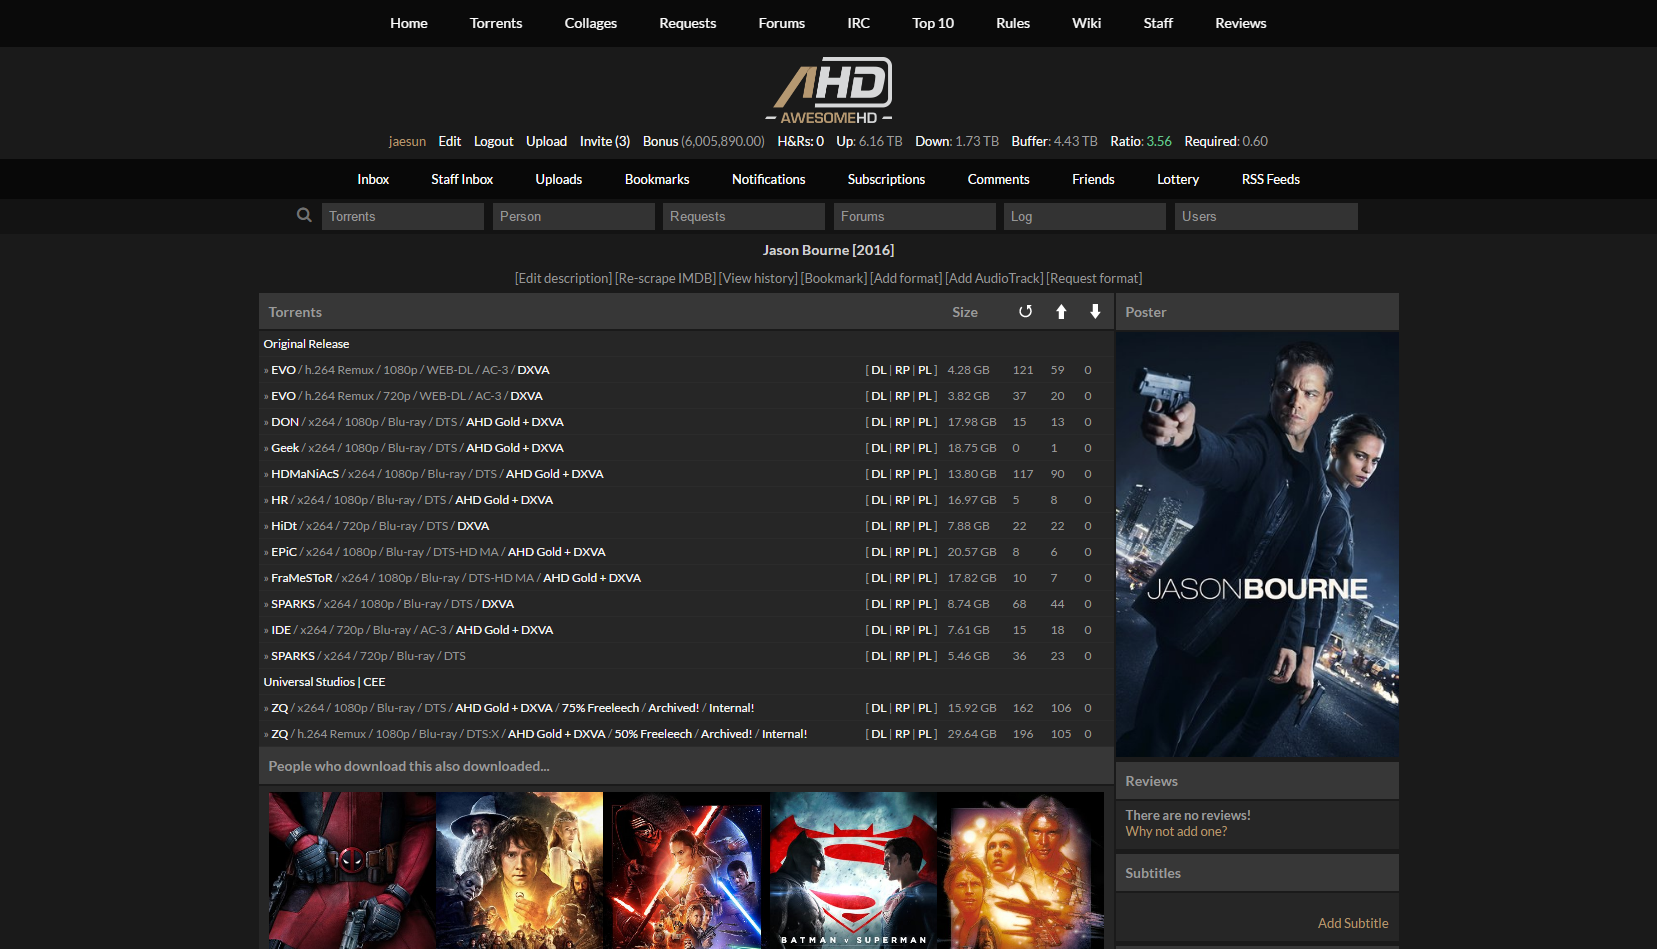 Home Torrents Collages Requests Forums IRC Top 10 Rules Wiki Staff Reviews
AHD
AWESOMEHD
jaesun Edit Logout Upload Invite (3) Bonus (6,005,890.00) H&Rs: 0 Up: 6.16 TB Down: 1.73 TB Buffer: 4.43 TB Ratio: 3.56 Required: 0.60
Inbox Staff Inbox Uploads Bookmarks Notifications Subscriptions Comments Friends Lottery RSS Feeds
Torrents Person Requests Forums Log Users
Jason Bourne [2016]
[Edit description] [Re-scrape IMDB] [View history] [Bookmark] [Add format] [Add AudioTrack] [Request format]
Torrents Size
Original Release
» EVO / h.264 Remux / 1080p / WEB-DL / AC-3 / DXVA [ DL | RP | PL ] 4.28 GB 121 59 0
» EVO / h.264 Remux / 720p / WEB-DL / AC-3 / DXVA [ DL | RP | PL ] 3.82 GB 37 20 0
» DON / x264 / 1080p / Blu-ray / DTS / AHD Gold + DXVA [ DL | RP | PL ] 17.98 GB 15 13 0
» Geek / x264 / 1080p / Blu-ray / DTS / AHD Gold + DXVA [ DL | RP | PL ] 18.75 GB 0 1 0
» HDMaNiAcS / x264 / 1080p / Blu-ray / DTS / AHD Gold + DXVA [ DL | RP | PL ] 13.80 GB 117 90 0
» HR / x264 / 1080p / Blu-ray / DTS / AHD Gold + DXVA [ DL | RP | PL ] 16.97 GB 5 8 0
» HiDt / x264 / 720p / Blu-ray / DTS / DXVA [ DL | RP | PL ] 7.88 GB 22 22 0
» EPiC / x264 / 1080p / Blu-ray / DTS-HD MA / AHD Gold + DXVA [ DL | RP | PL ] 20.57 GB 8 6 0
» FraMeSToR / x264 / 1080p / Blu-ray / DTS-HD MA / AHD Gold + DXVA [ DL | RP | PL ] 17.82 GB 10 7 0
» SPARKS / x264 / 1080p / Blu-ray / DTS / DXVA [ DL | RP | PL ] 8.74 GB 68 44 0
» IDE / x264 / 720p / Blu-ray / AC-3 / AHD Gold + DXVA [ DL | RP | PL ] 7.61 GB 15 18 0
» SPARKS / x264 / 720p / Blu-ray / DTS [ DL | RP | PL ] 5.46 GB 36 23 0
Universal Studios | CEE
» ZQ / x264 / 1080p / Blu-ray / DTS / AHD Gold + DXVA / 75% Freeleech / Archived! / Internal! [ DL | RP | PL ] 15.92 GB 162 106 0
» ZQ / h.264 Remux / 1080p / Blu-ray / DTS:X / AHD Gold + DXVA / 50% Freeleech / Archived! / Internal! [ DL | RP | PL ] 29.64 GB 196 105 0
People who download this also downloaded...
BATMAN v SUPERMAN
Poster
JASONBOURNE
Reviews
There are no reviews!
Why not add one?
Subtitles
Add Subtitle